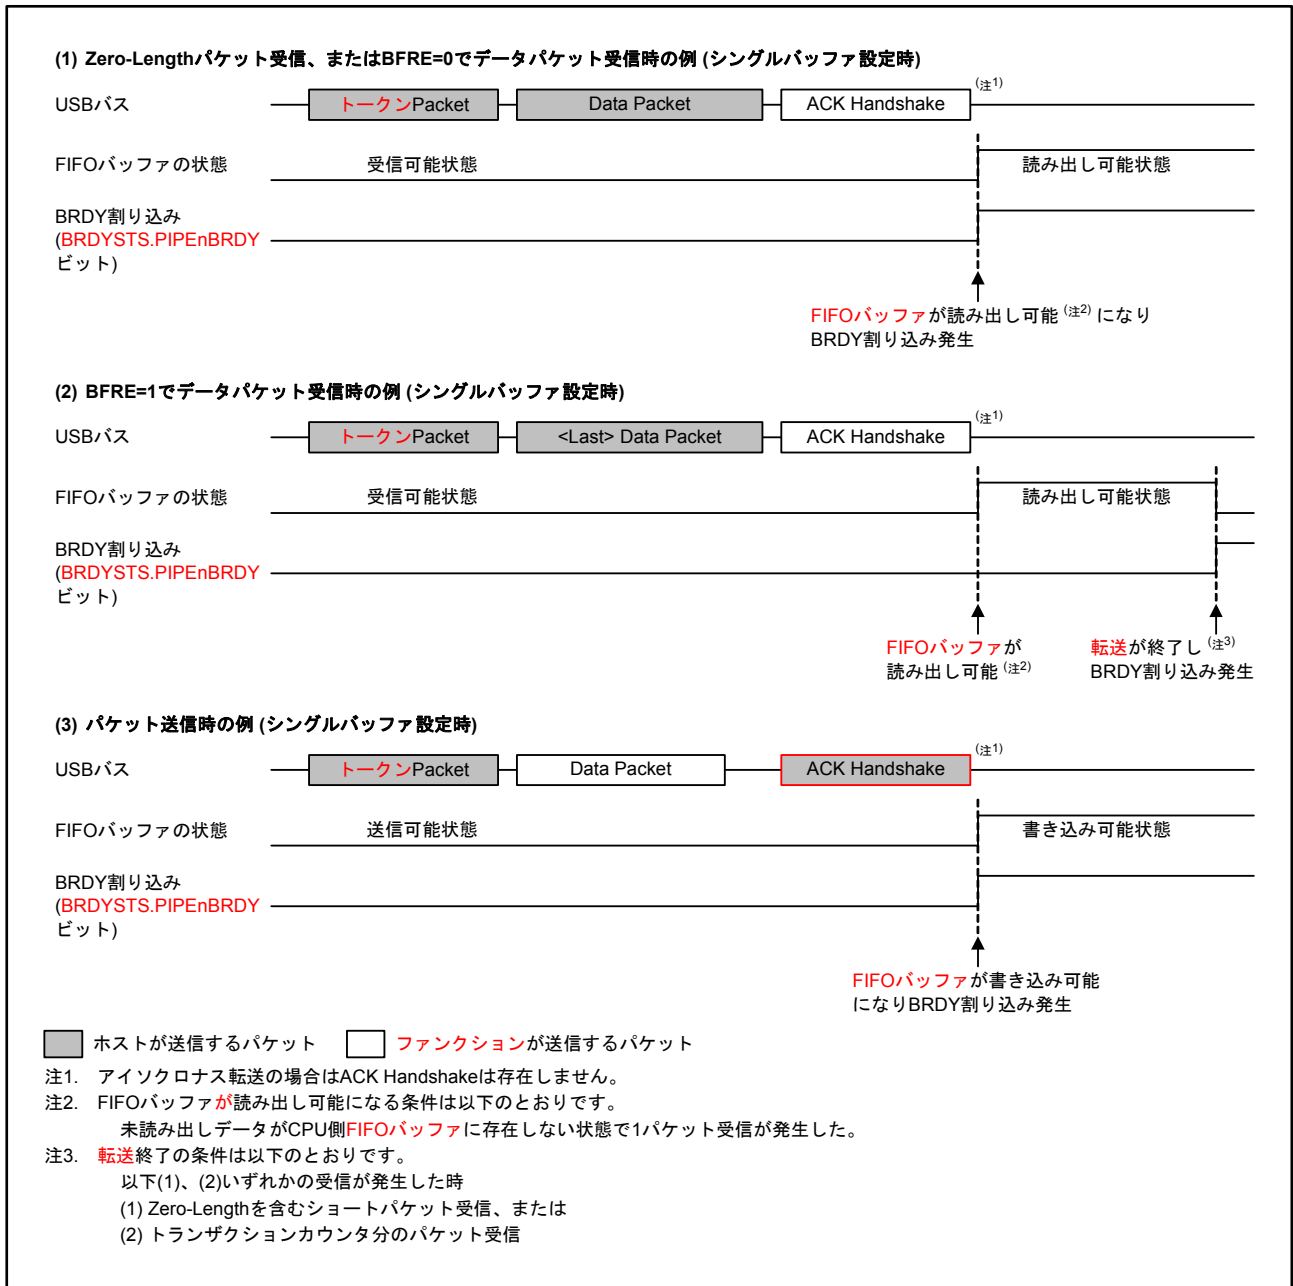 (1) Zero-Lengthパケット受信、またはBFRE=0でデータパケット受信時の例 (シングルバッファ設定時)
USBバス
トークンPacket
Data Packet
ACK Handshake
(注1)
FIFOバッファの状態
受信可能状態
読み出し可能状態
BRDY割り込み
(BRDYSTS.PIPEnBRDY
ビット)
FIFOバッファが読み出し可能 (注2) になり
BRDY割り込み発生
(2) BFRE=1でデータパケット受信時の例 (シングルバッファ設定時)
USBバス
トークンPacket
<Last> Data Packet
ACK Handshake
(注1)
FIFOバッファの状態
受信可能状態
読み出し可能状態
BRDY割り込み
(BRDYSTS.PIPEnBRDY
ビット)
FIFOバッファが
読み出し可能 (注2)
転送が終了し (注3)
BRDY割り込み発生
(3) パケット送信時の例 (シングルバッファ設定時)
USBバス
トークンPacket
Data Packet
ACK Handshake
(注1)
FIFOバッファの状態
送信可能状態
書き込み可能状態
BRDY割り込み
(BRDYSTS.PIPEnBRDY
ビット)
FIFOバッファが書き込み可能
になりBRDY割り込み発生
ホストが送信するパケット
ファンクションが送信するパケット
注1. アイソクロナス転送の場合はACK Handshakeは存在しません。
注2. FIFOバッファが読み出し可能になる条件は以下のとおりです。
未読み出しデータがCPU側FIFOバッファに存在しない状態で1パケット受信が発生した。
注3. 転送終了の条件は以下のとおりです。
以下(1)、(2)いずれかの受信が発生した時
(1) Zero-Lengthを含むショートパケット受信、または
(2) トランザクションカウンタ分のパケット受信